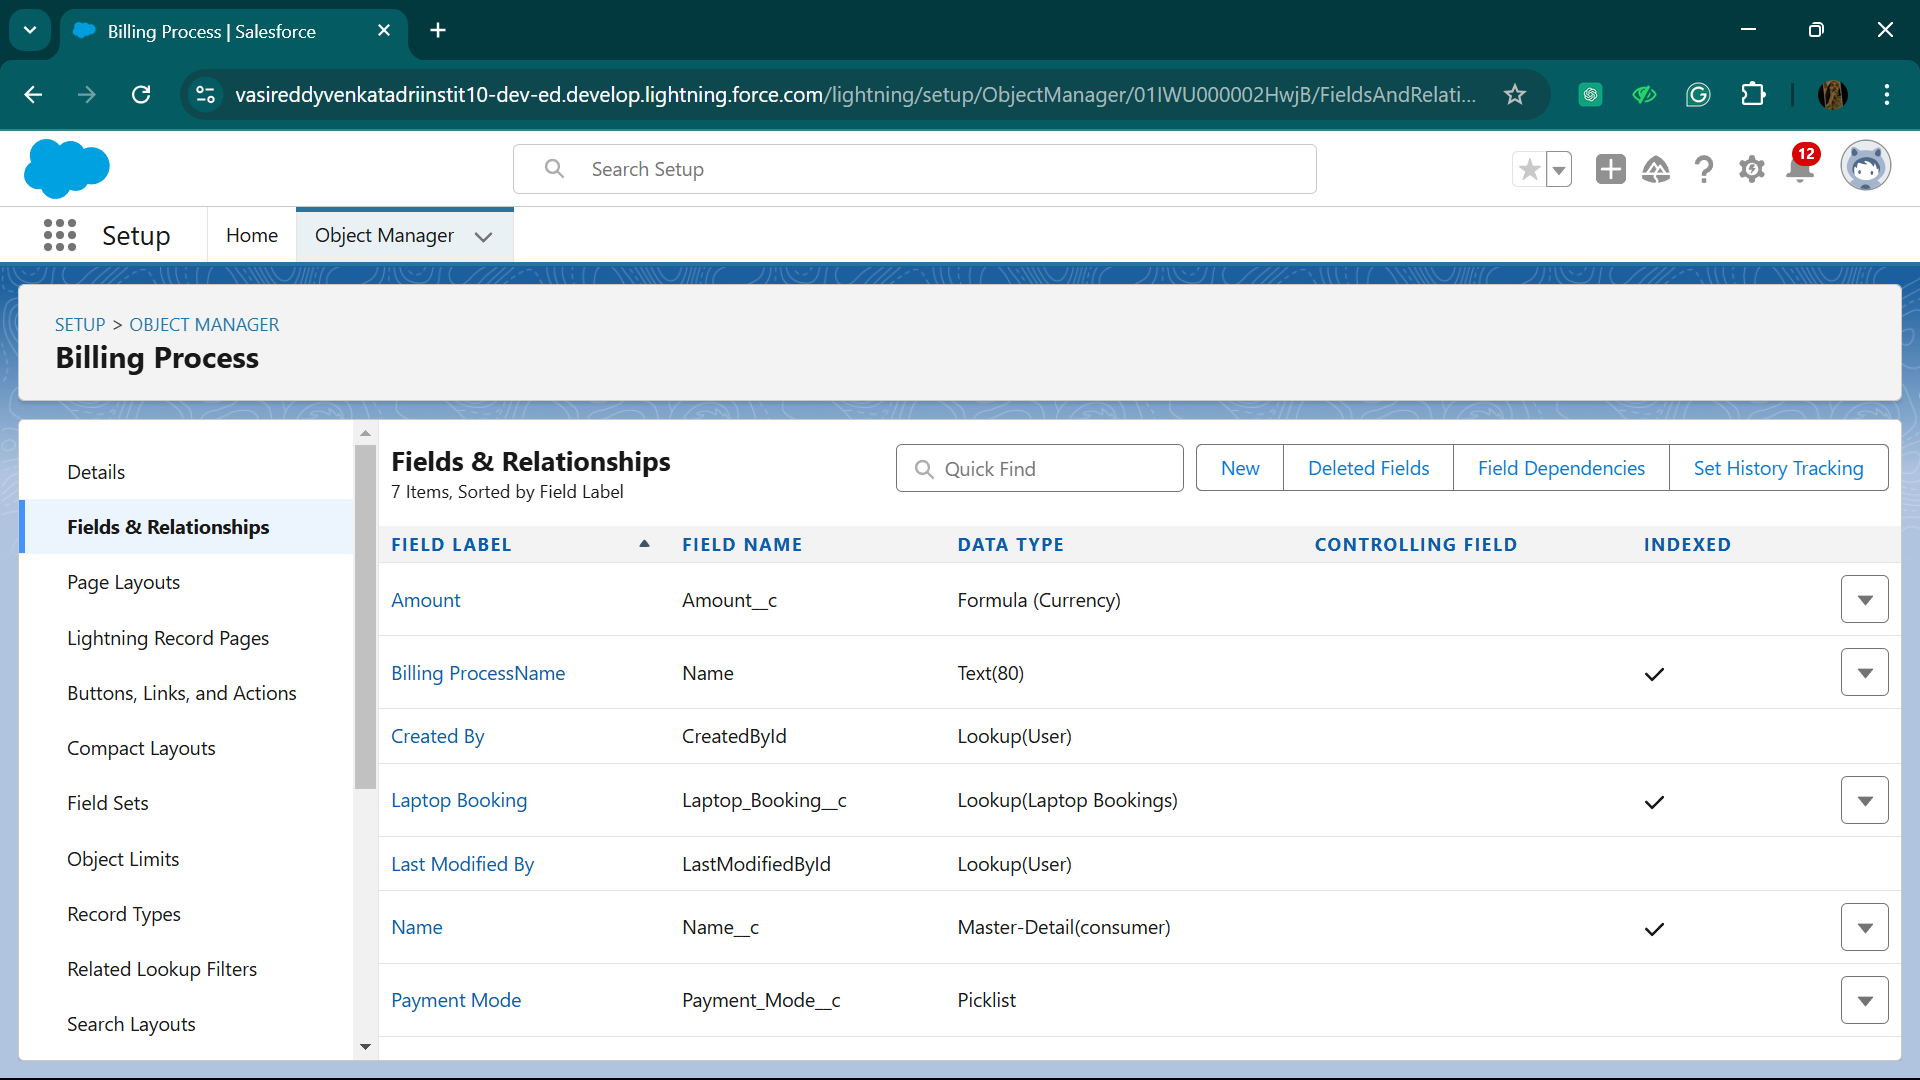 Billing Process | Salesforce
vasireddyvenkatadriinstit10-dev-ed.develop.lightning.force.com/lightning/setup/ObjectManager/01IWU000002HwjB/FieldsAndRelati...
Search Setup
12
Setup
Home
Object Manager
SETUP > OBJECT MANAGER
Billing Process
Details
Fields & Relationships
Page Layouts
Lightning Record Pages
Buttons, Links, and Actions
Compact Layouts
Field Sets
Object Limits
Record Types
Related Lookup Filters
Search Layouts
Fields & Relationships
7 Items, Sorted by Field Label
Quick Find
New
Deleted Fields
Field Dependencies
Set History Tracking
FIELD LABEL FIELD NAME DATA TYPE CONTROLLING FIELD INDEXED
Amount Amount__c Formula (Currency)
Billing ProcessName Name Text(80)
Created By CreatedById Lookup(User)
Laptop Booking Laptop_Booking__c Lookup(Laptop Bookings)
Last Modified By LastModifiedById Lookup(User)
Name Name__c Master-Detail(consumer)
Payment Mode Payment_Mode__c Picklist